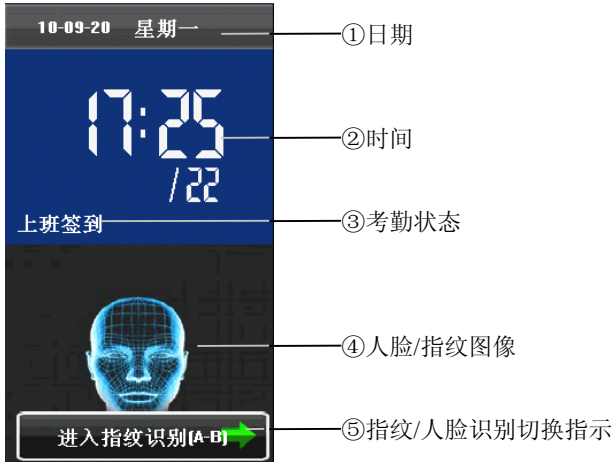 10-09-20 星期一
①日期
17:25
②时间
/22
上班签到
③考勤状态
④人脸/指纹图像
进入指纹识别(A-B)
⑤指纹/人脸识别切换指示